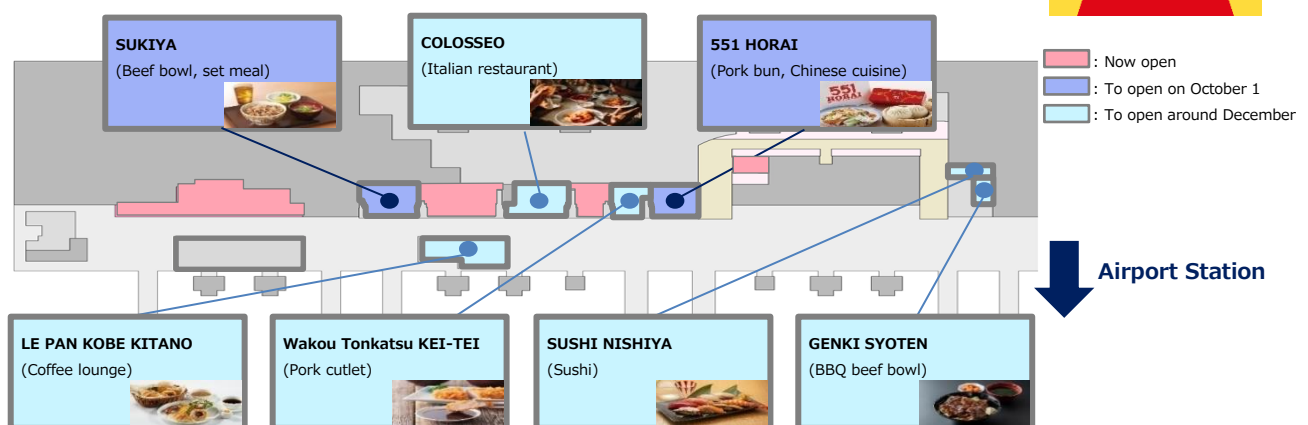 SUKIYA
(Beef bowl, set meal)
COLOSSEO
(Italian restaurant)
551 HORAI
(Pork bun, Chinese cuisine)
551
HORAI
: Now open
: To open on October 1
: To open around December
Airport Station
LE PAN KOBE KITANO
(Coffee lounge)
Wakou Tonkatsu KEI-TEI
(Pork cutlet)
SUSHI NISHIYA
(Sushi)
GENKI SYOTEN
(BBQ beef bowl)